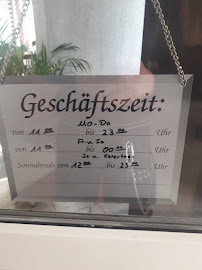 Geschäftszeit:
Mo-Do
von 11 00 bis 23 00 Uhr
Fr u. Sa
von 11 00 bis 00 00 Uhr
So u. Feiertags
Sonnabends von 12 00 bis 23 00 Uhr